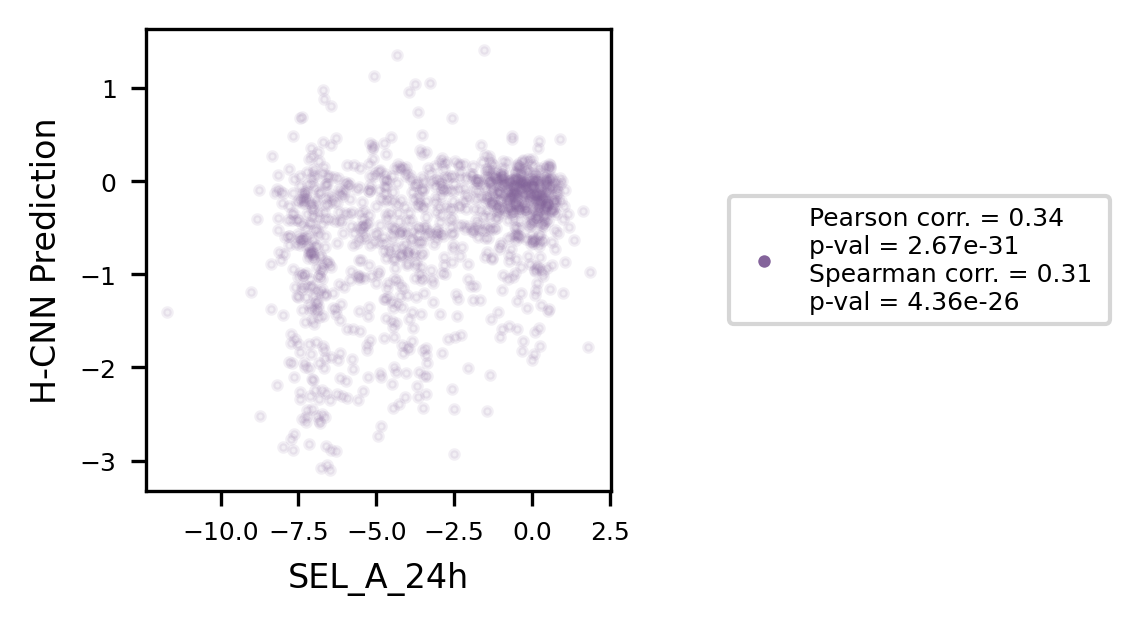 H-CNN Prediction
1
0
−1
−2
−3
−10.0 −7.5 −5.0 −2.5 0.0 2.5
SEL_A_24h
Pearson corr. = 0.34
p-val = 2.67e-31
Spearman corr. = 0.31
p-val = 4.36e-26